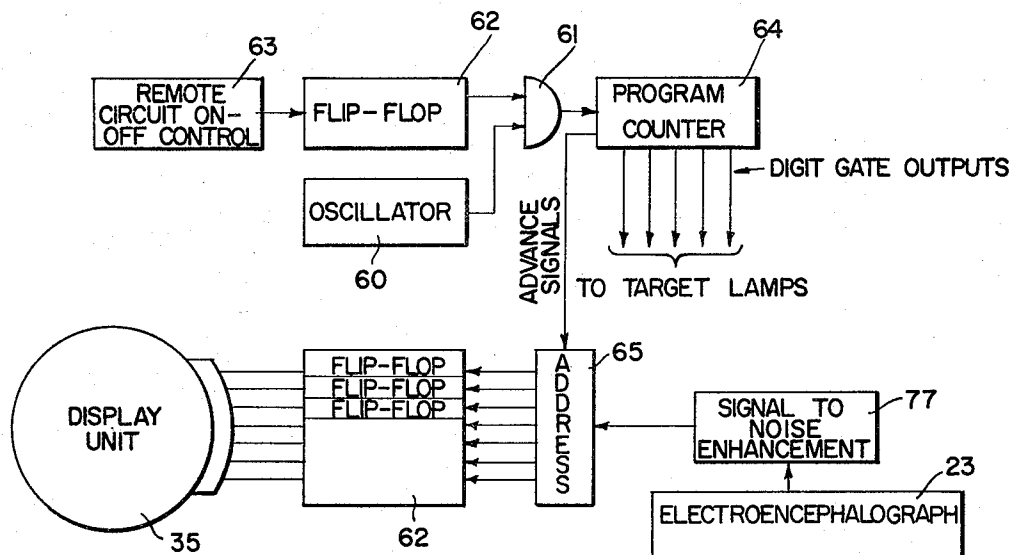 63
62
61
64
REMOTE
CIRCUIT ON-
OFF CONTROL
FLIP-FLOP
PROGRAM
COUNTER
DIGIT GATE OUTPUTS
OSCILLATOR
60
ADVANCE
SIGNALS
TO TARGET LAMPS
65
FLIP-FLOP
FLIP-FLOP
FLIP-FLOP
ADDRESS
DISPLAY
UNIT
77
SIGNAL TO
NOISE
ENHANCEMENT
23
ELECTROENCEPHALOGRAPH
35
62